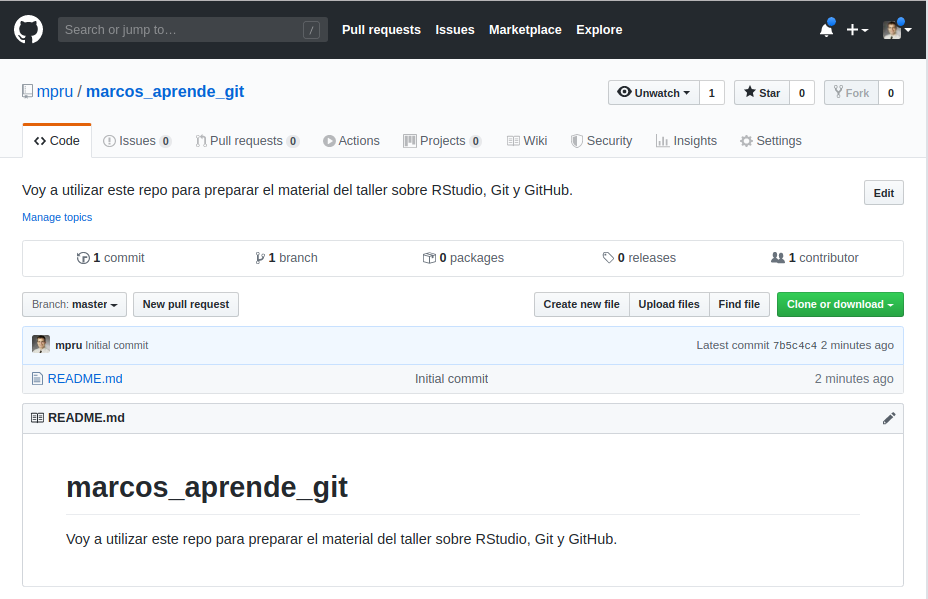 Search or jump to… / Pull requests Issues Marketplace Explore
mpru / marcos_aprende_git Unwatch 1 Star 0 Fork 0
Code Issues 0 Pull requests 0 Actions Projects 0 Wiki Security Insights Settings
Voy a utilizar este repo para preparar el material del taller sobre RStudio, Git y GitHub. Edit
Manage topics
1 commit 1 branch 0 packages 0 releases 1 contributor
Branch: master New pull request Create new file Upload files Find file Clone or download
mpru Initial commit Latest commit 7b5c4c4 2 minutes ago
README.md Initial commit 2 minutes ago
README.md
marcos_aprende_git
Voy a utilizar este repo para preparar el material del taller sobre RStudio, Git y GitHub.